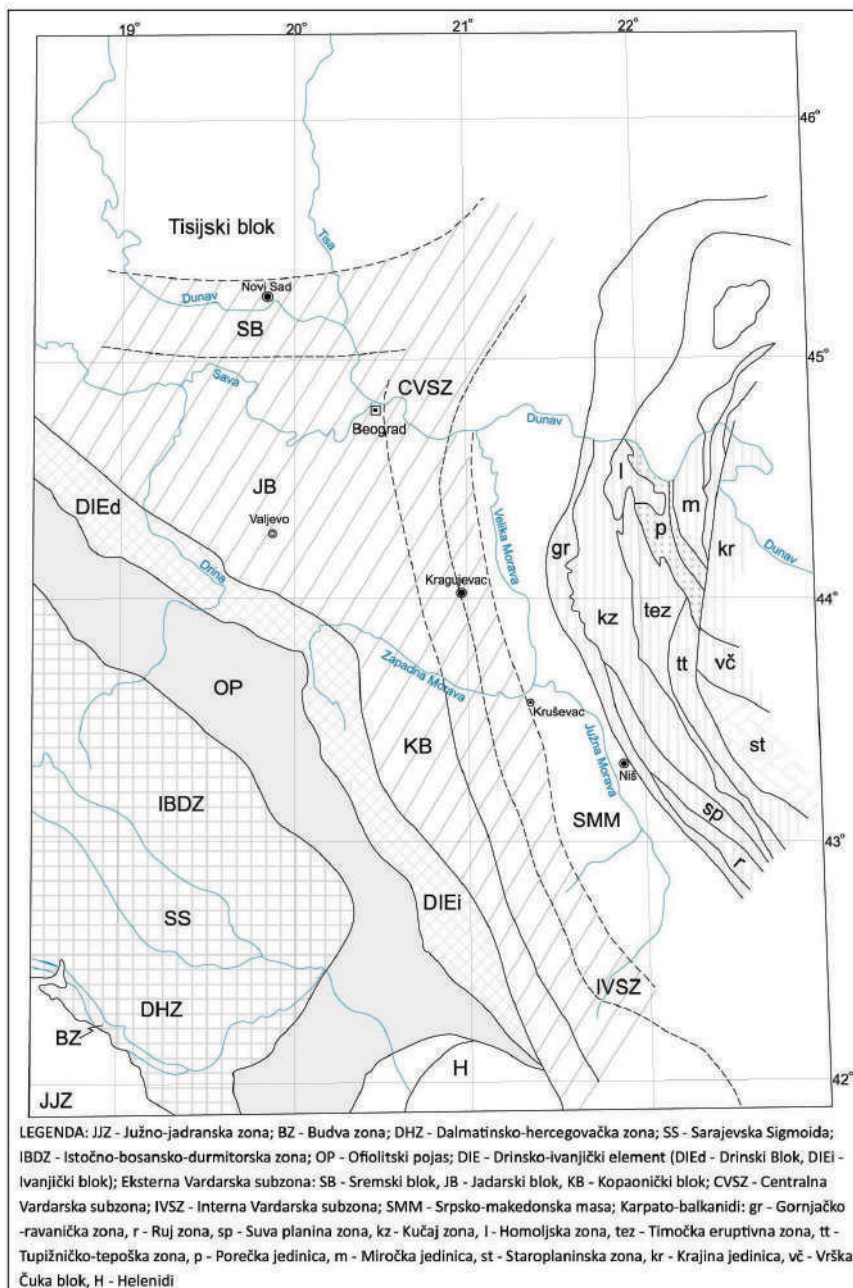 19°
20°
21°
22°
46°
Tisijski blok
Tisa
Novi Sad
Dunav
SB
45°
Sava
CVSZ
Beograd
Dunav
DIEd
JB
Valjevo
Velika Morava
l
m
p
gr
kr
Dunav
Drina
Kragujevac
44°
kz
tez
tt
vč
OP
Zapadna Morava
Kruševac
Južna Morava
KB
Niš
st
IBDZ
SMM
sp
43°
r
DIEi
SS
IVSZ
DHZ
BZ
H
42°
JJZ
LEGENDA: JJZ - Južno-jadranska zona; BZ - Budva zona; DHZ - Dalmatinsko-hercegovačka zona; SS - Sarajevska Sigmoida;
IBDZ - Istočno-bosansko-durmitorska zona; OP - Ofiolitski pojas; DIE - Drinsko-ivanjički element (DIEd - Drinski Blok, DIEi -
Ivanjički blok); Eksterna Vardarska subzona: SB - Sremski blok, JB - Jadarski blok, KB - Kopaonički blok; CVSZ - Centralna
Vardarska subzona; IVSZ - Interna Vardarska subzona; SMM - Srpsko-makedonska masa; Karpato-balkanidi: gr - Gornjačko
-ravanička zona, r - Ruj zona, sp - Suva planina zona, kz - Kučaj zona, l - Homoljska zona, tez - Timočka eruptivna zona, tt -
Tupižničko-tepoška zona, p - Porečka jedinica, m - Miročka jedinica, st - Staroplaninska zona, kr - Krajina jedinica, vč - Vrška
Čuka blok, H - Helenidi